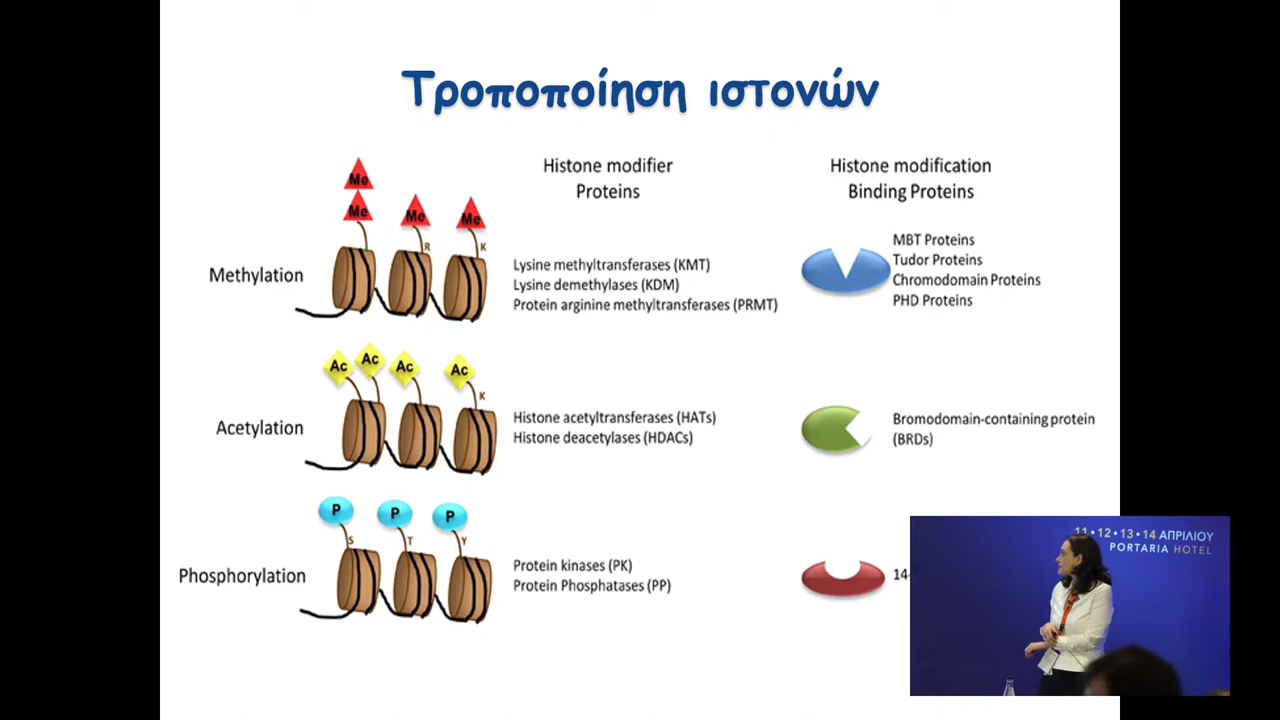 Τροποποίηση ιστονών
Histone modifier
Proteins
Histone modification
Binding Proteins
Me
Me
Me
Me
R
K
Methylation
Lysine methyltransferases (KMT)
Lysine demethylases (KDM)
Protein arginine methyltransferases (PRMT)
MBT Proteins
Tudor Proteins
Chromodomain Proteins
PHD Proteins
Ac
Ac
Ac
Ac
K
Acetylation
Histone acetyltransferases (HATs)
Histone deacetylases (HDACs)
Bromodomain-containing protein
(BRDs)
P
P
P
S
T
Y
Phosphorylation
Protein kinases (PK)
Protein Phosphatases (PP)
14
11•12•13•14 ΑΠΡΙΛΙΟΥ
PORTARIA HOTEL